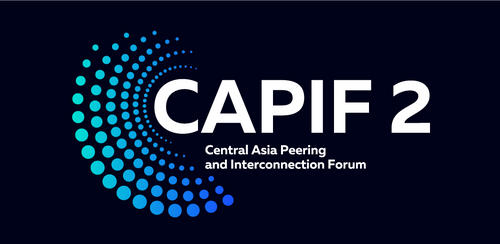 CAPIF 2
Central Asia Peering
and Interconnection Forum